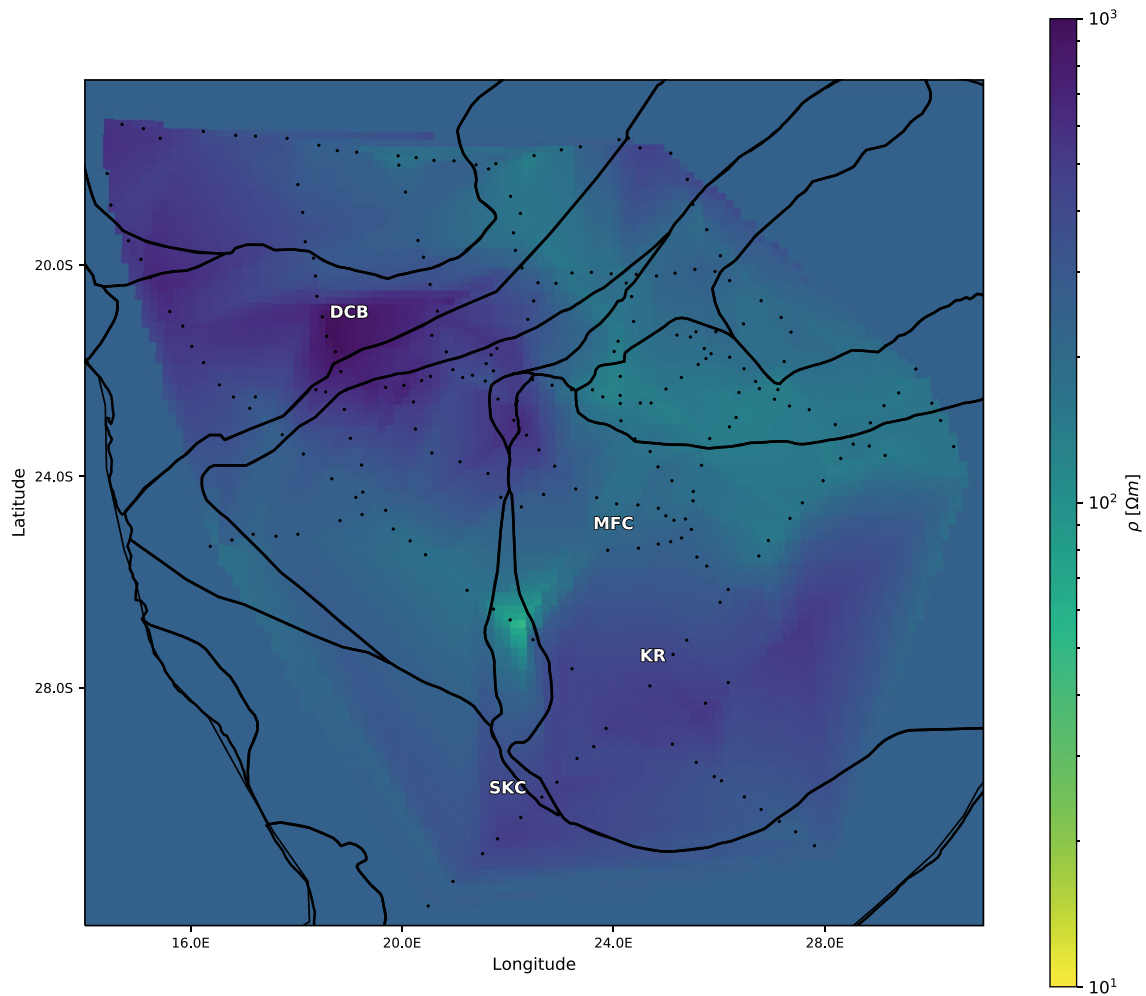 10³
20.0S
DCB
24.0S
Latitude
MFC
10²
ρ [Ωm]
KR
28.0S
SKC
16.0E
20.0E
24.0E
28.0E
Longitude
10¹